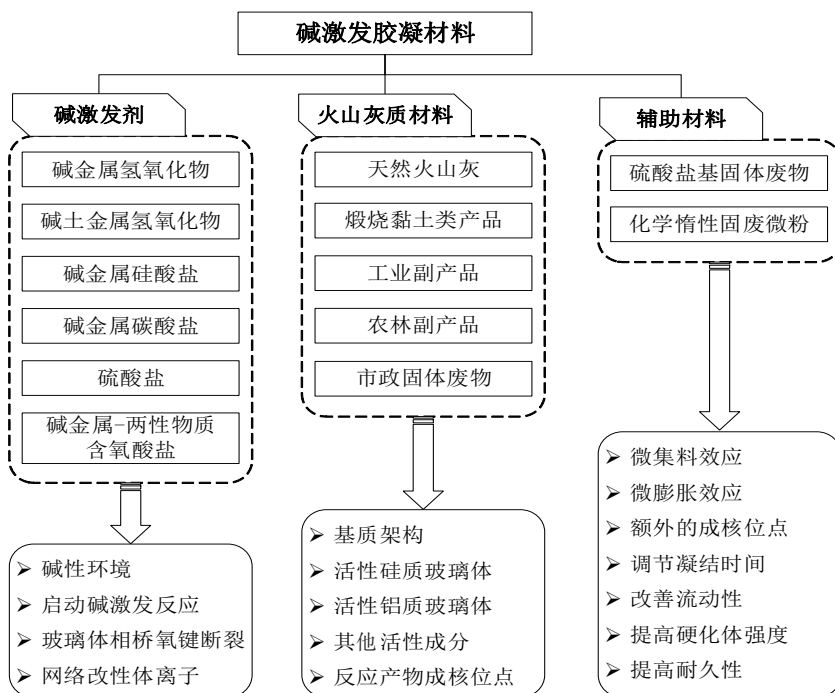 碱激发胶凝材料
碱激发剂
碱金属氢氧化物
碱土金属氢氧化物
碱金属硅酸盐
碱金属碳酸盐
硫酸盐
碱金属-两性物质
含氧酸盐
➤ 碱性环境
➤ 启动碱激发反应
➤ 玻璃体相桥氧键断裂
➤ 网络改性体离子
火山灰质材料
天然火山灰
煅烧黏土类产品
工业副产品
农林副产品
市政固体废物
➤ 基质架构
➤ 活性硅质玻璃体
➤ 活性铝质玻璃体
➤ 其他活性成分
➤ 反应产物成核位点
辅助材料
硫酸盐基固体废物
化学惰性固废微粉
➤ 微集料效应
➤ 微膨胀效应
➤ 额外的成核位点
➤ 调节凝结时间
➤ 改善流动性
➤ 提高硬化体强度
➤ 提高耐久性